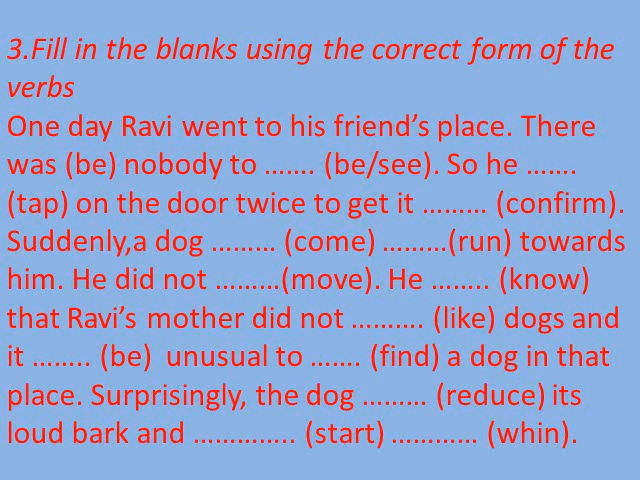 3.Fill in the blanks using the correct form of the
verbs
One day Ravi went to his friend’s place. There
was (be) nobody to ……. (be/see). So he …….
(tap) on the door twice to get it ……… (confirm).
Suddenly,a dog ……… (come) ………(run) towards
him. He did not ………(move). He …….. (know)
that Ravi’s mother did not ………. (like) dogs and
it …….. (be)  unusual to ……. (find) a dog in that
place. Surprisingly, the dog ……… (reduce) its
loud bark and ………….. (start) ………… (whin).